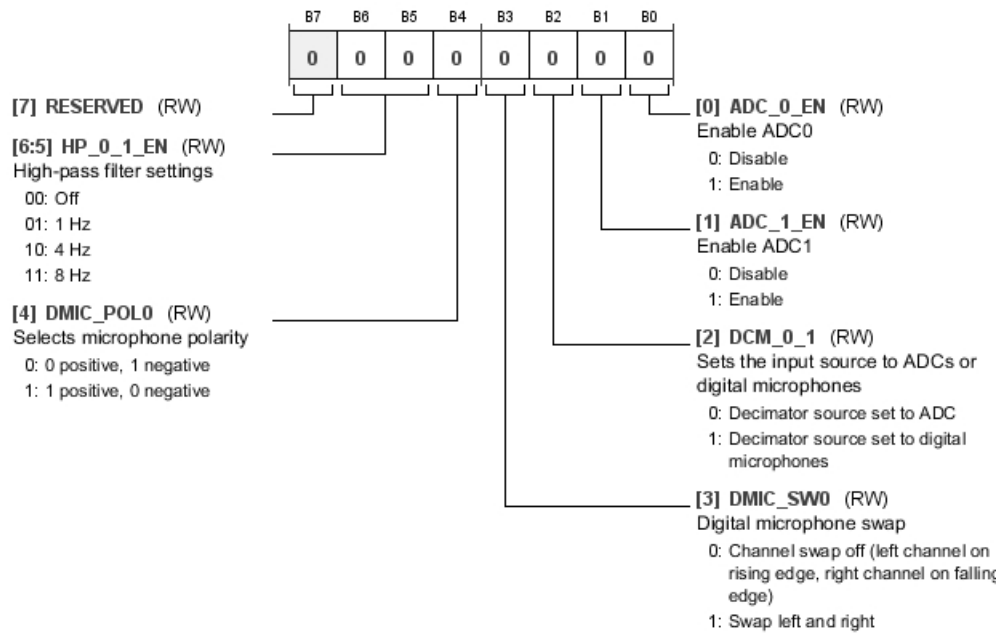 B7 B6 B5 B4 B3 B2 B1 B0
0 0 0 0 0 0 0 0
[7] RESERVED (RW)
[6:5] HP_0_1_EN (RW)
High-pass filter settings
00: Off
01: 1 Hz
10: 4 Hz
11: 8 Hz
[4] DMIC_POL0 (RW)
Selects microphone polarity
0: 0 positive, 1 negative
1: 1 positive, 0 negative
[0] ADC_0_EN (RW)
Enable ADC0
0: Disable
1: Enable
[1] ADC_1_EN (RW)
Enable ADC1
0: Disable
1: Enable
[2] DCM_0_1 (RW)
Sets the input source to ADCs or
digital microphones
0: Decimator source set to ADC
1: Decimator source set to digital
microphones
[3] DMIC_SW0 (RW)
Digital microphone swap
0: Channel swap off (left channel on
rising edge, right channel on falling
edge)
1: Swap left and right